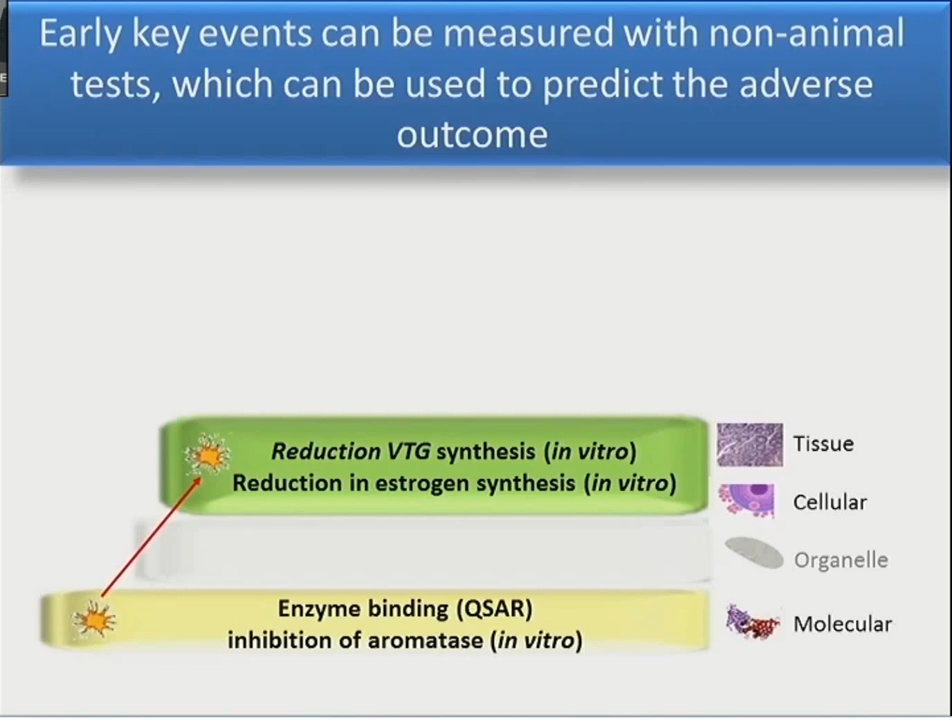 Early key events can be measured with non-animal
tests, which can be used to predict the adverse
outcome
E
Reduction VTG synthesis (in vitro)
Reduction in estrogen synthesis (in vitro)
Tissue
Cellular
Organelle
Enzyme binding (QSAR)
inhibition of aromatase (in vitro)
Molecular